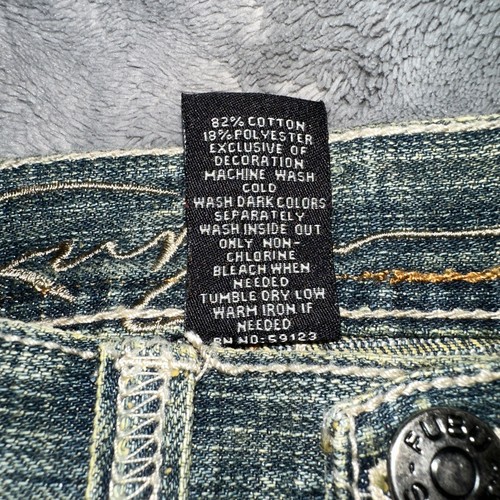 82% COTTON
18% POLYESTER
EXCLUSIVE OF
DECORATION
MACHINE WASH
COLD
WASH DARK COLORS
SEPARATELY
WASH INSIDE OUT
ONLY NON-
CHLORINE
BLEACH WHEN
NEEDED
TUMBLE DRY LOW
WARM IRON IF
NEEDED
RN NO: 59123
FUBU